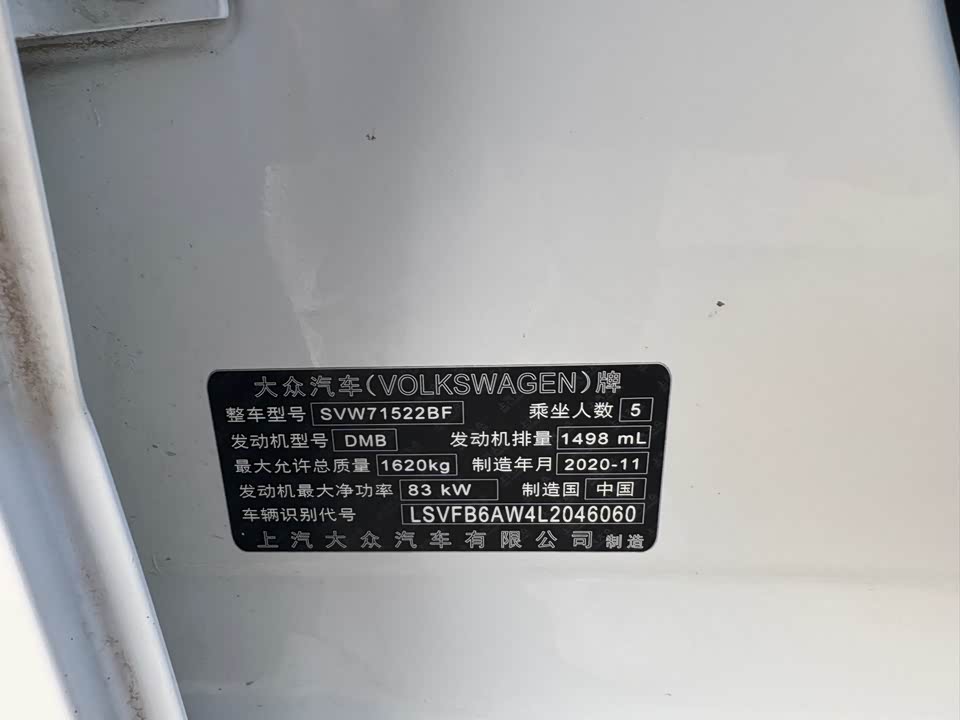 大众汽车(VOLKSWAGEN)牌
整车型号 SVW71522BF 乘坐人数 5
发动机型号 DMB 发动机排量 1498 mL
最大允许总质量 1620kg 制造年月 2020-11
发动机最大净功率 83 kW 制造国 中国
车辆识别代号 LSVFB6AW4L2046060
上汽大众汽车有限公司 制造